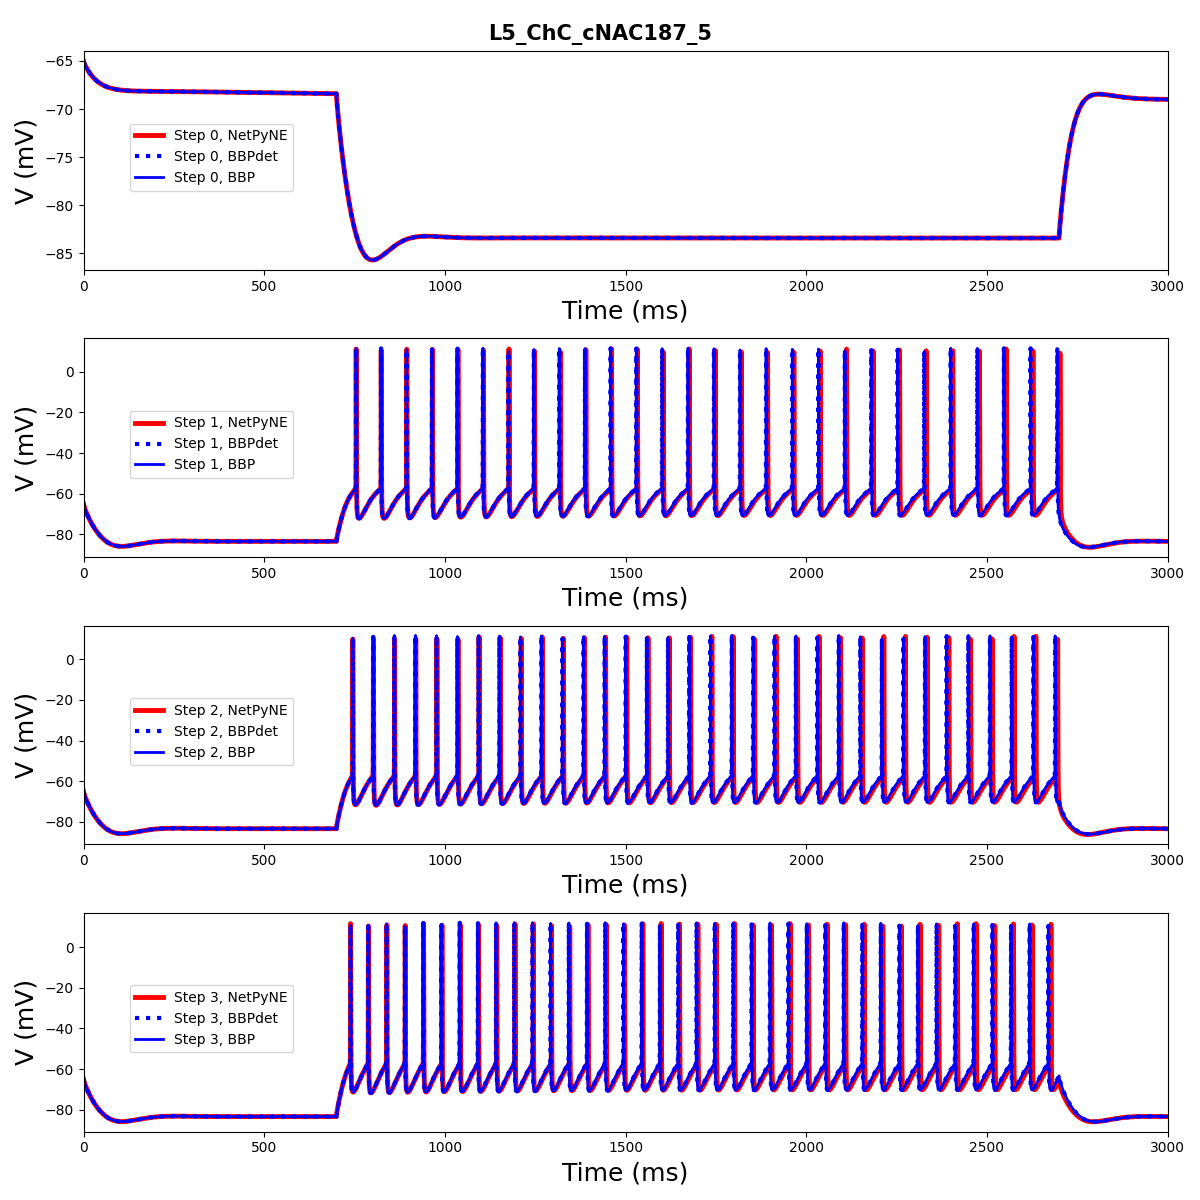 L5_ChC_cNAC187_5
V (mV)
−65
−70
−75
−80
−85
Step 0, NetPyNE
Step 0, BBPdet
Step 0, BBP
0 500 1000 1500 2000 2500 3000
Time (ms)
V (mV)
0
−20
−40
−60
−80
Step 1, NetPyNE
Step 1, BBPdet
Step 1, BBP
0 500 1000 1500 2000 2500 3000
Time (ms)
V (mV)
0
−20
−40
−60
−80
Step 2, NetPyNE
Step 2, BBPdet
Step 2, BBP
0 500 1000 1500 2000 2500 3000
Time (ms)
V (mV)
0
−20
−40
−60
−80
Step 3, NetPyNE
Step 3, BBPdet
Step 3, BBP
0 500 1000 1500 2000 2500 3000
Time (ms)